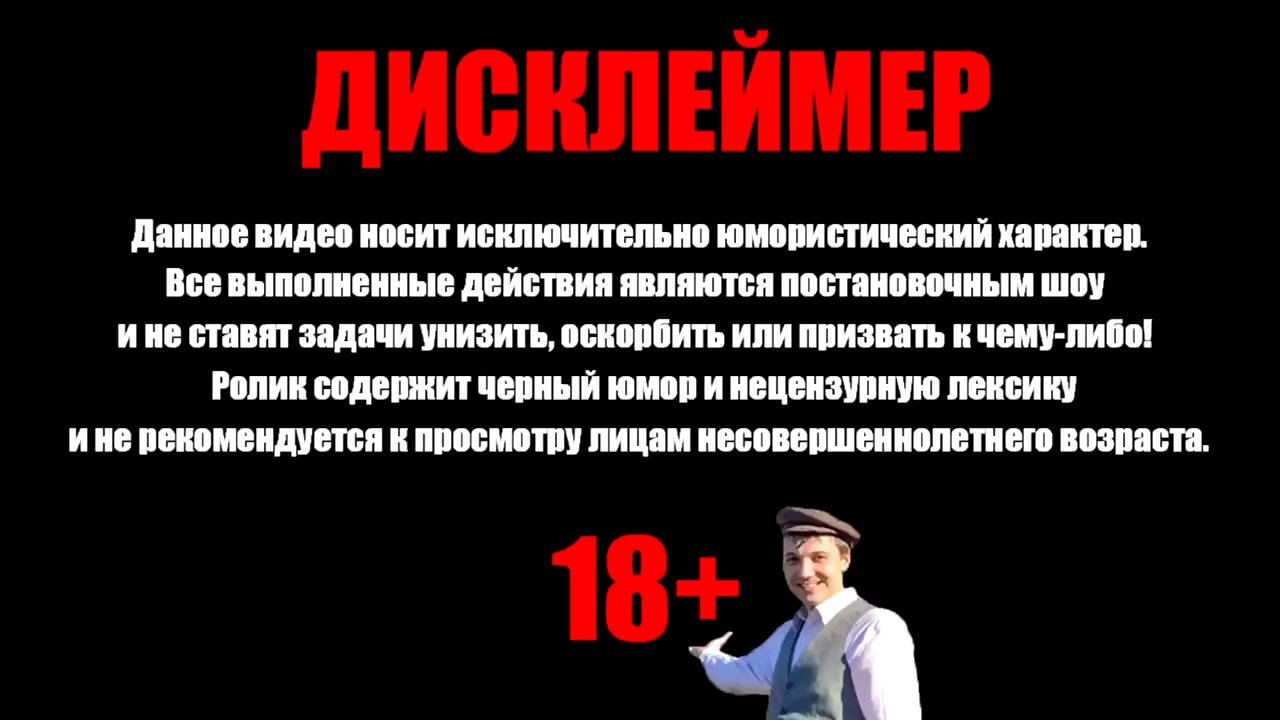 ДИСКЛЕЙМЕР
Данное видео носит исключительно юмористический характер.
Все выполненные действия являются постановочным шоу
и не ставят задачи унизить, оскорбить или призвать к чему-либо!
Ролик содержит черный юмор и нецензурную лексику
и не рекомендуется к просмотру лицам несовершеннолетнего возраста.
18+